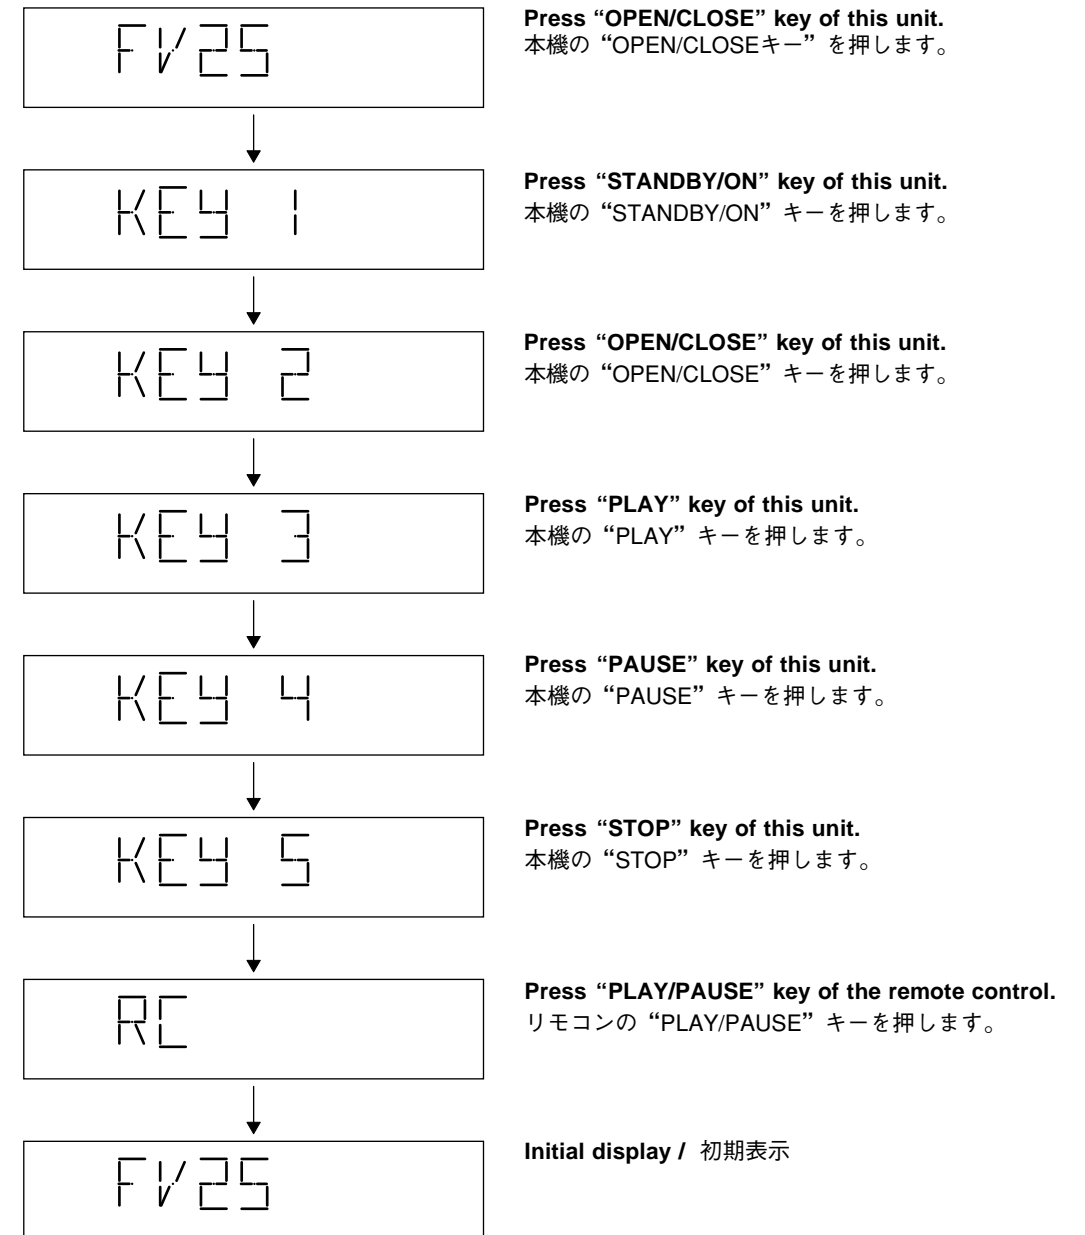 FV25
Press “OPEN/CLOSE” key of this unit.
本機の“OPEN/CLOSEキー”を押します。
KEY 1
Press “STANDBY/ON” key of this unit.
本機の“STANDBY/ON”キーを押します。
KEY 2
Press “OPEN/CLOSE” key of this unit.
本機の“OPEN/CLOSE”キーを押します。
KEY 3
Press “PLAY” key of this unit.
本機の“PLAY”キーを押します。
KEY 4
Press “PAUSE” key of this unit.
本機の“PAUSE”キーを押します。
KEY 5
Press “STOP” key of this unit.
本機の“STOP”キーを押します。
RC
Press “PLAY/PAUSE” key of the remote control.
リモコンの“PLAY/PAUSE”キーを押します。
FV25
Initial display / 初期表示